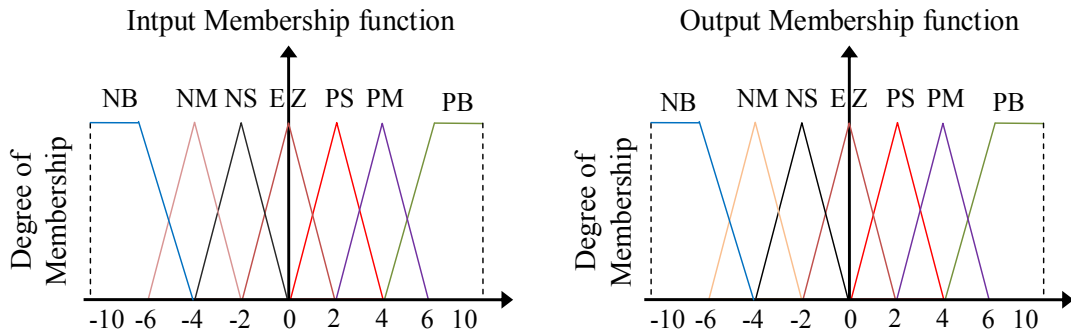 Intput Membership function
NB NM NS EZ PS PM PB
Degree of
Membership
-10 -6 -4 -2 0 2 4 6 10
Output Membership function
NB NM NS EZ PS PM PB
Degree of
Membership
-10 -6 -4 -2 0 2 4 6 10